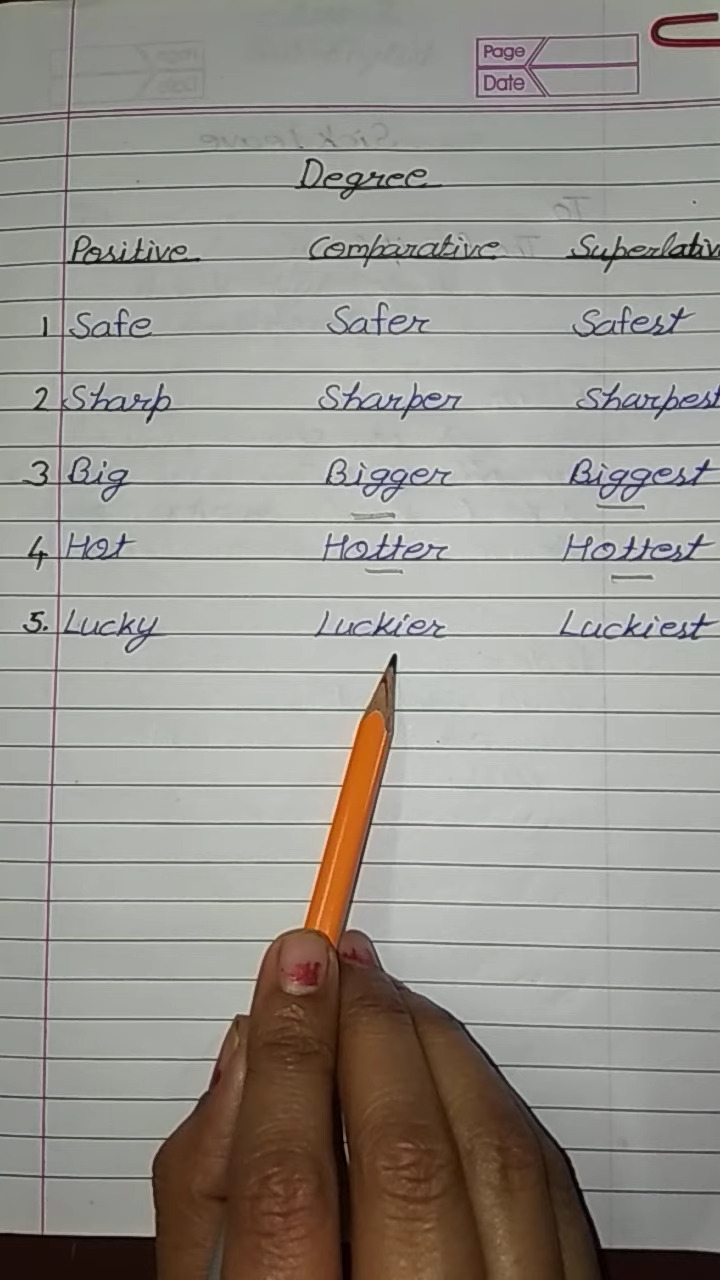 Page
Date
Degree
Positive Comparative Superlativ
1 Safe Safer Safest
2 Sharp Sharper Sharpest
3 Big Bigger Biggest
4 Hot Hotter Hottest
5. Lucky Luckier Luckiest